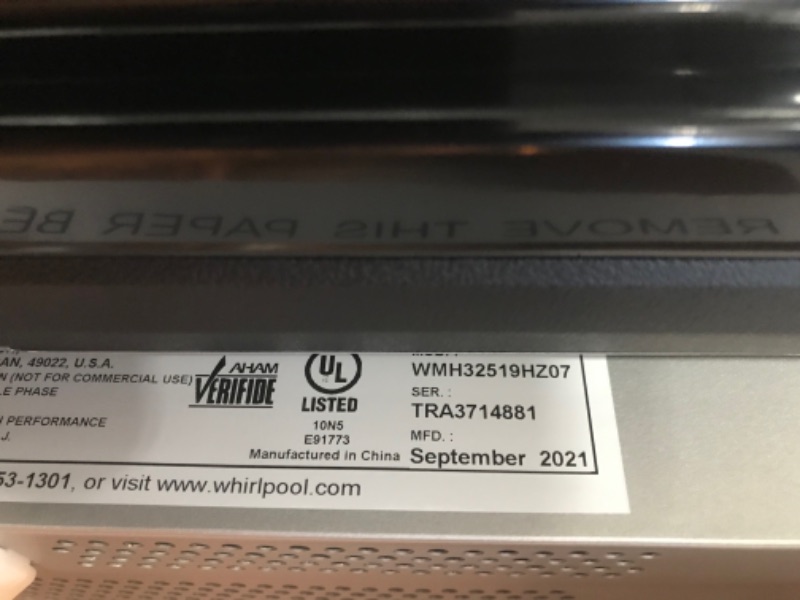 REMOVE THIS PAPER BE
AN, 49022, U.S.A.
N (NOT FOR COMMERCIAL USE)
LE PHASE
PERFORMANCE
J.
AHAM
VERIFIDE
UL
LISTED
10N5
E91773
Manufactured in China
WMH32519HZ07
SER. :
TRA3714881
MFD. :
September 2021
53-1301, or visit www.whirlpool.com